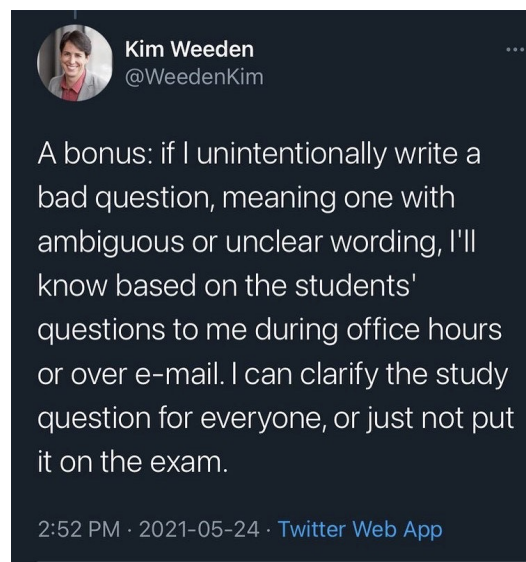 Kim Weeden
@WeedenKim
A bonus: if I unintentionally write a
bad question, meaning one with
ambiguous or unclear wording, I'll
know based on the students'
questions to me during office hours
or over e-mail. I can clarify the study
question for everyone, or just not put
it on the exam.
2:52 PM · 2021-05-24 · Twitter Web App